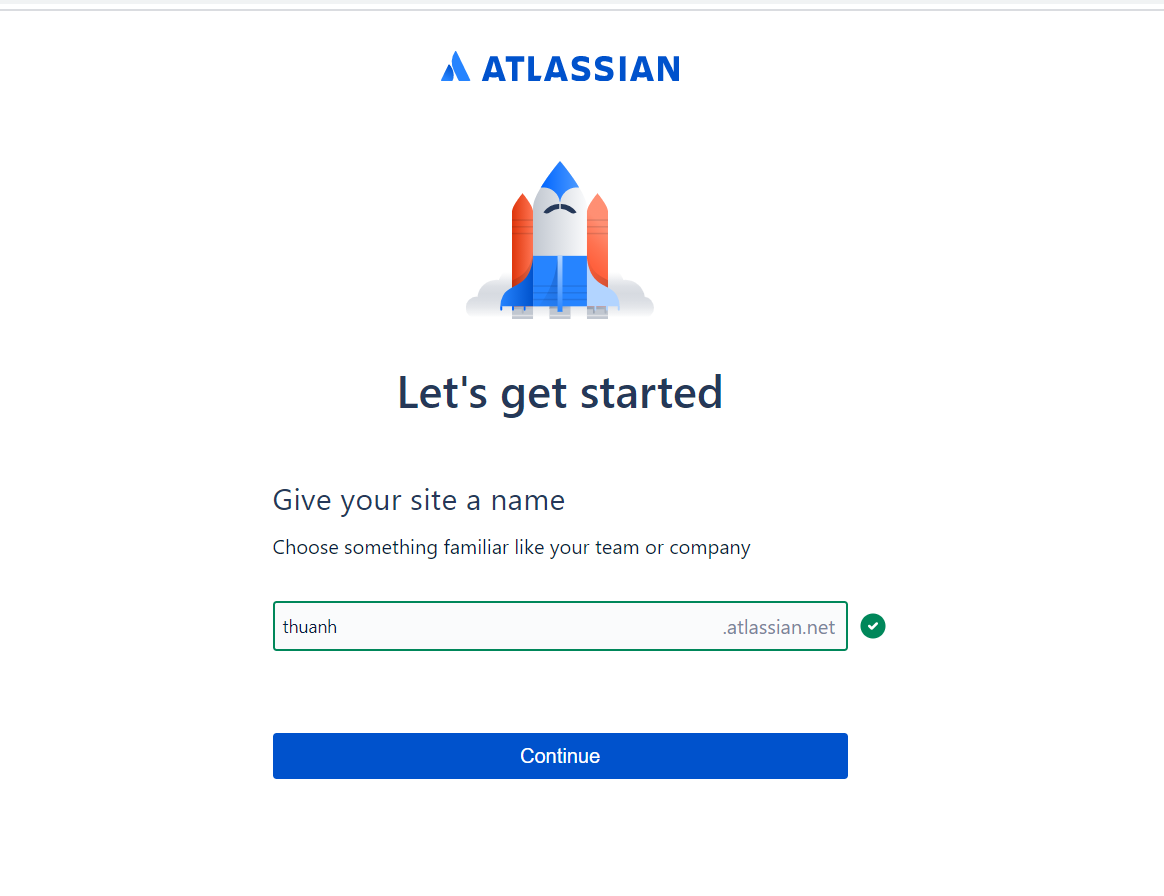 ATLASSIAN
Let's get started
Give your site a name
Choose something familiar like your team or company
thuanh .atlassian.net
Continue